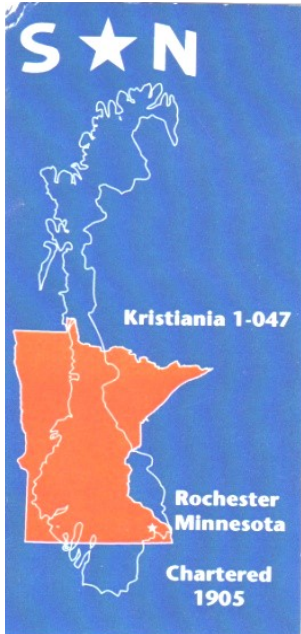 S ★ N
Kristiania 1-047
Rochester
Minnesota
Chartered
1905